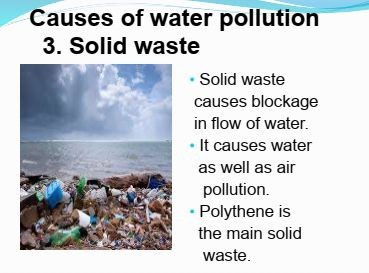 Causes of water pollution
3. Solid waste
• Solid waste
causes blockage
in flow of water.
• It causes water
as well as air
pollution.
• Polythene is
the main solid
waste.